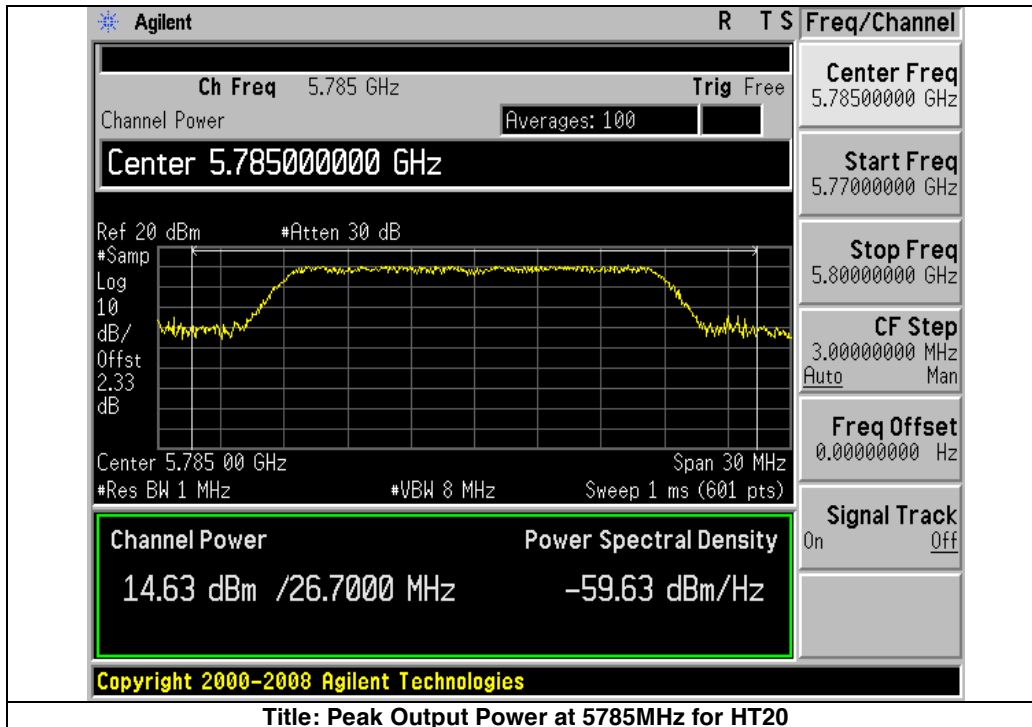 Agilent R T S Freq/Channel
Ch Freq 5.785 GHz Trig Free
Channel Power Averages: 100
Center 5.785000000 GHz
Ref 20 dBm #Atten 30 dB
#Samp
Log
10
dB/
Offst
2.33
dB
Center 5.785 00 GHz Span 30 MHz
#Res BW 1 MHz #VBW 8 MHz Sweep 1 ms (601 pts)
Channel Power Power Spectral Density
14.63 dBm /26.7000 MHz -59.63 dBm/Hz
Copyright 2000-2008 Agilent Technologies
Center Freq
5.78500000 GHz
Start Freq
5.77000000 GHz
Stop Freq
5.80000000 GHz
CF Step
3.00000000 MHz
Auto Man
Freq Offset
0.00000000 Hz
Signal Track
On Off
Title: Peak Output Power at 5785MHz for HT20